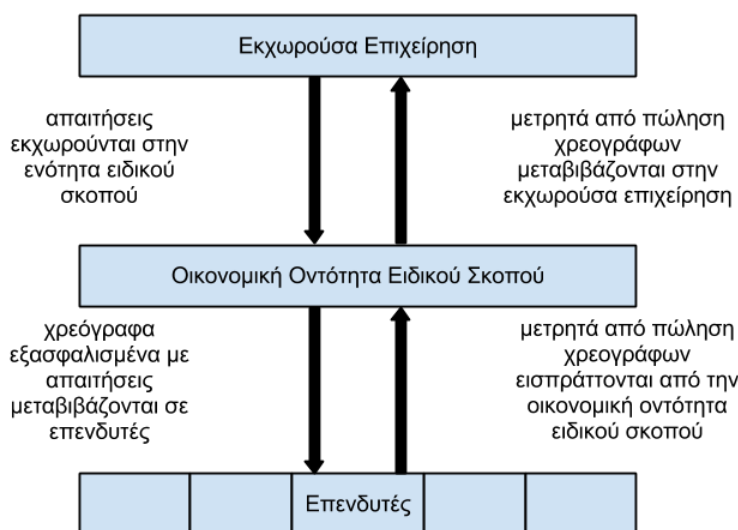 Εκχωρούσα Επιχείρηση
απαιτήσεις
εκχωρούνται στην
ενότητα ειδικού
σκοπού
μετρητά από πώληση
χρεογράφων
μεταβιβάζονται στην
εκχωρούσα επιχείρηση
Οικονομική Οντότητα Ειδικού Σκοπού
χρεόγραφα
εξασφαλισμένα με
απαιτήσεις
μεταβιβάζονται σε
επενδυτές
μετρητά από πώληση
χρεογράφων
εισπράττονται από την
οικονομική οντότητα
ειδικού σκοπού
Επενδυτές